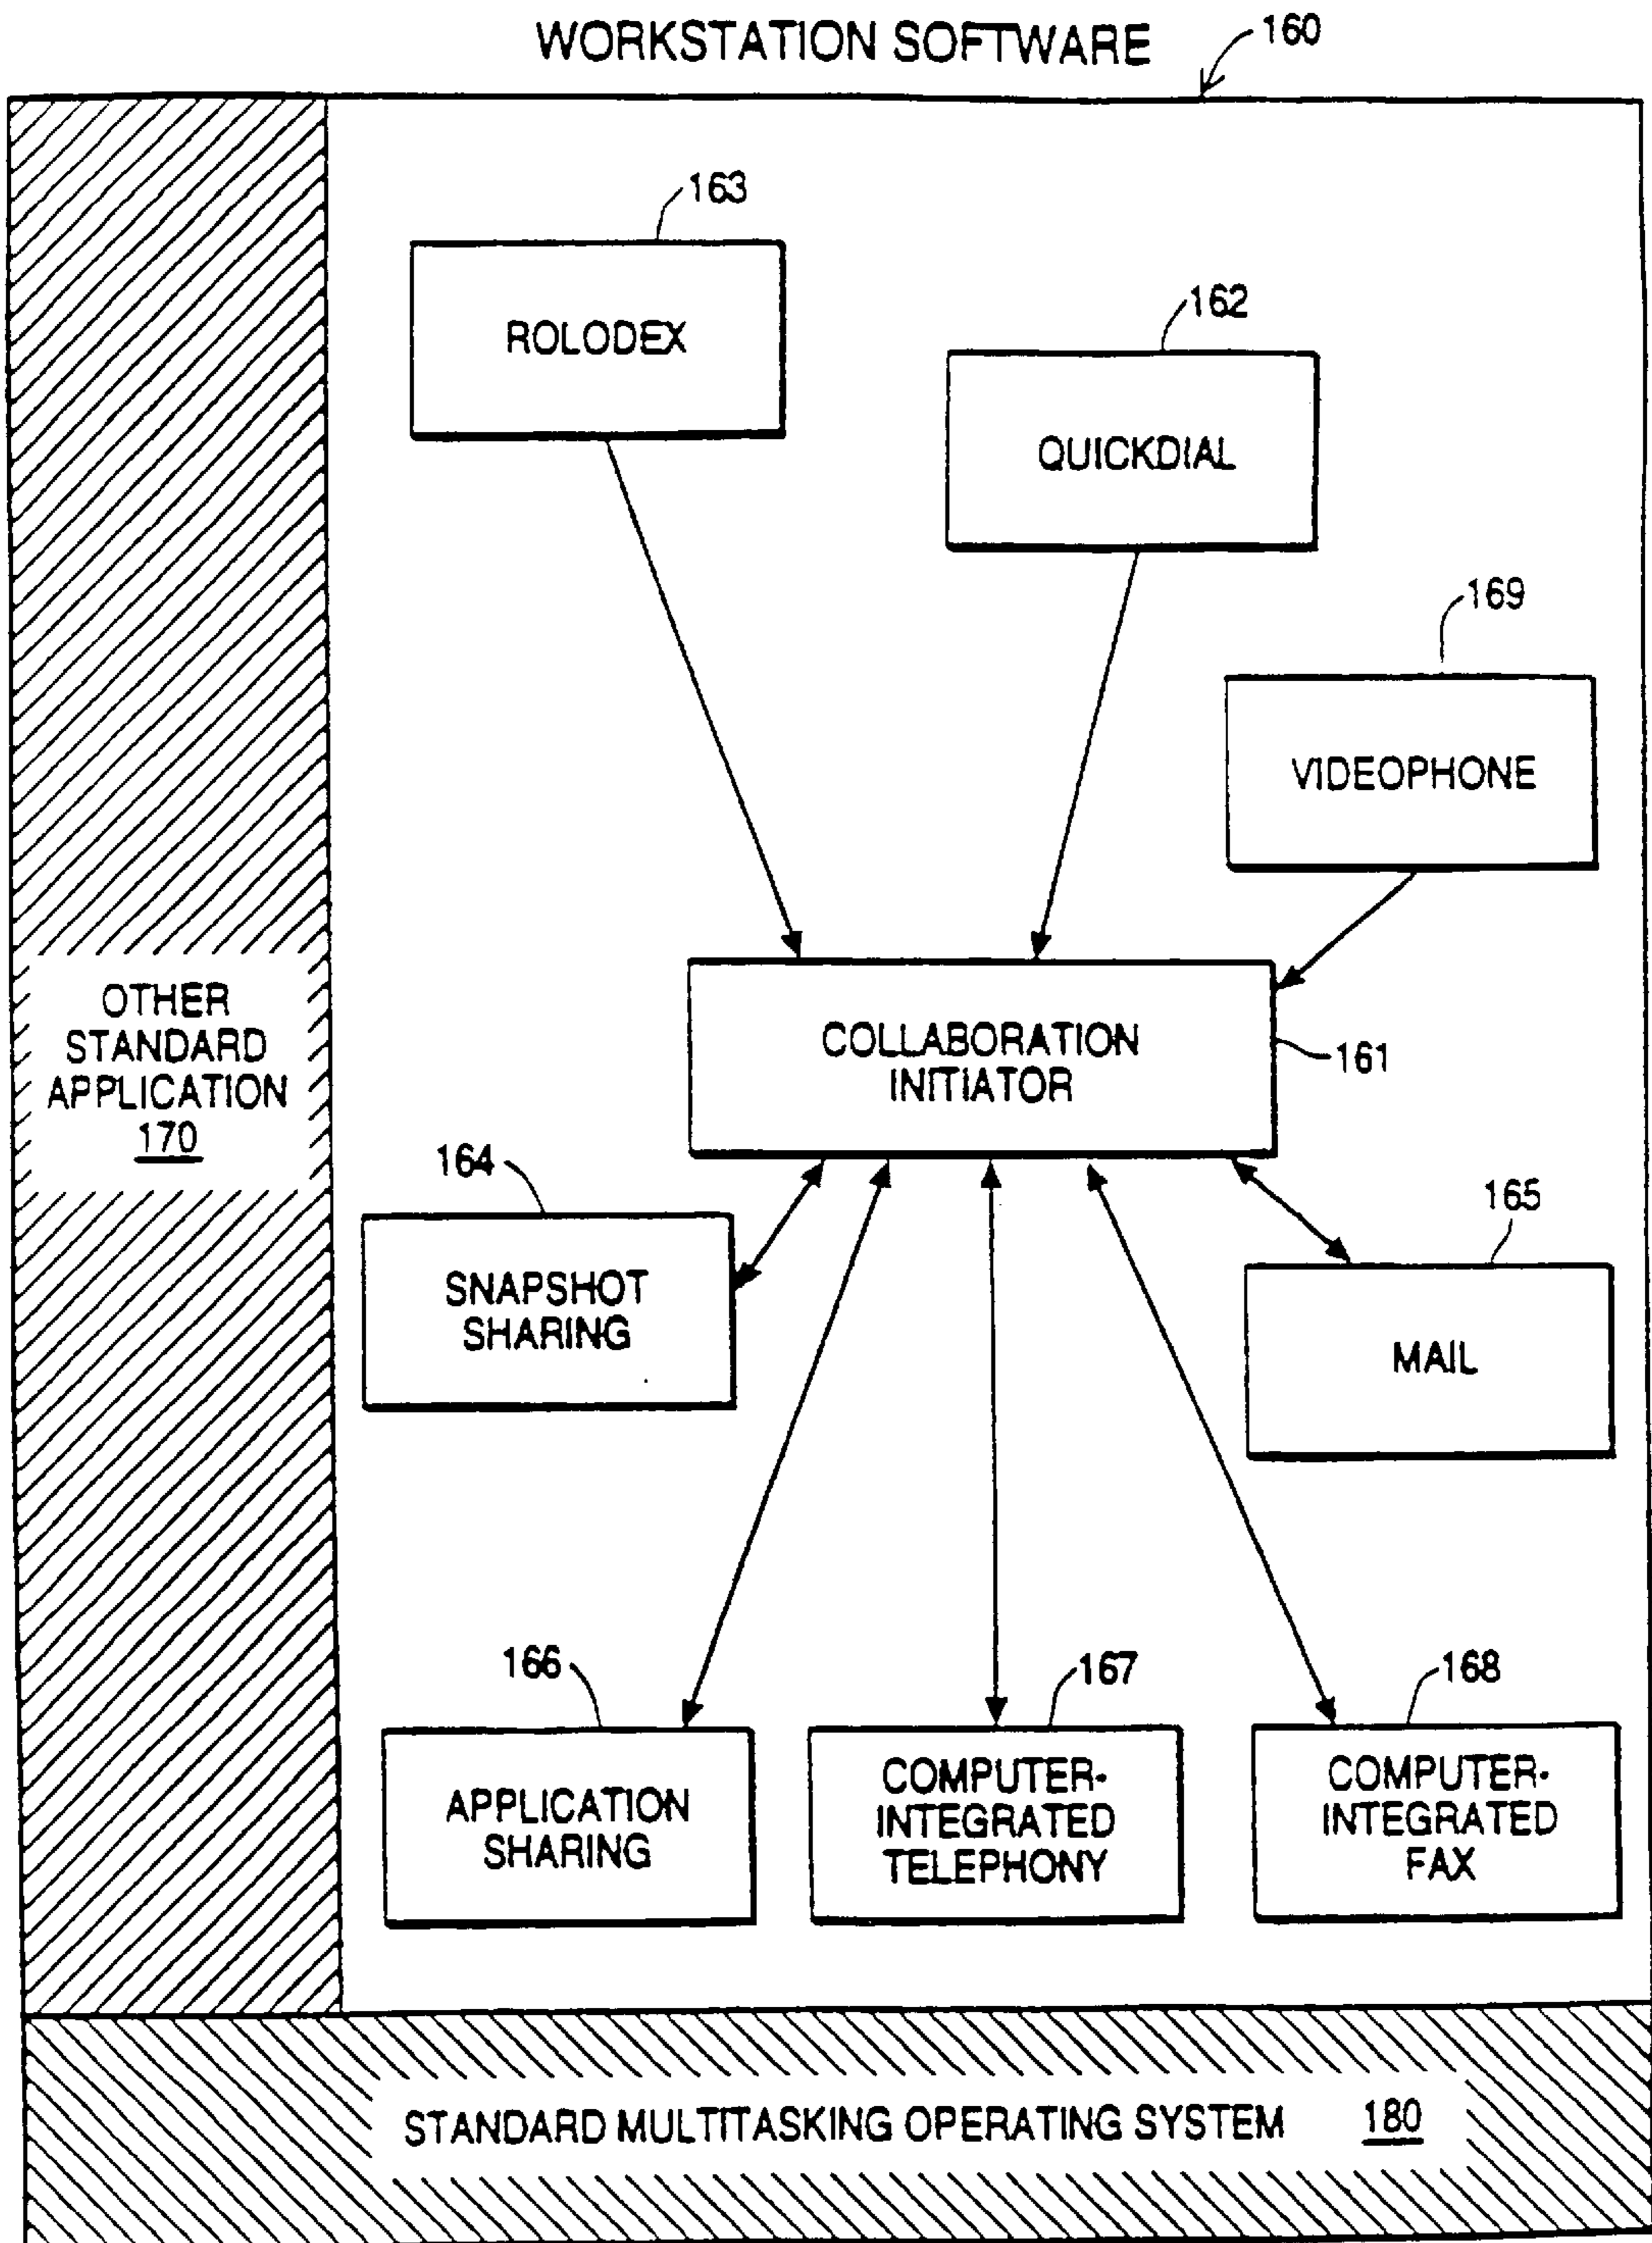 WORKSTATION SOFTWARE
160
163
ROLODEX
162
QUICKDIAL
169
VIDEOPHONE
COLLABORATION
INITIATOR
161
OTHER
STANDARD
APPLICATION
170
164
SNAPSHOT
SHARING
165
MAIL
166
APPLICATION
SHARING
167
COMPUTER-
INTEGRATED
TELEPHONY
168
COMPUTER-
INTEGRATED
FAX
STANDARD MULTITASKING OPERATING SYSTEM 180